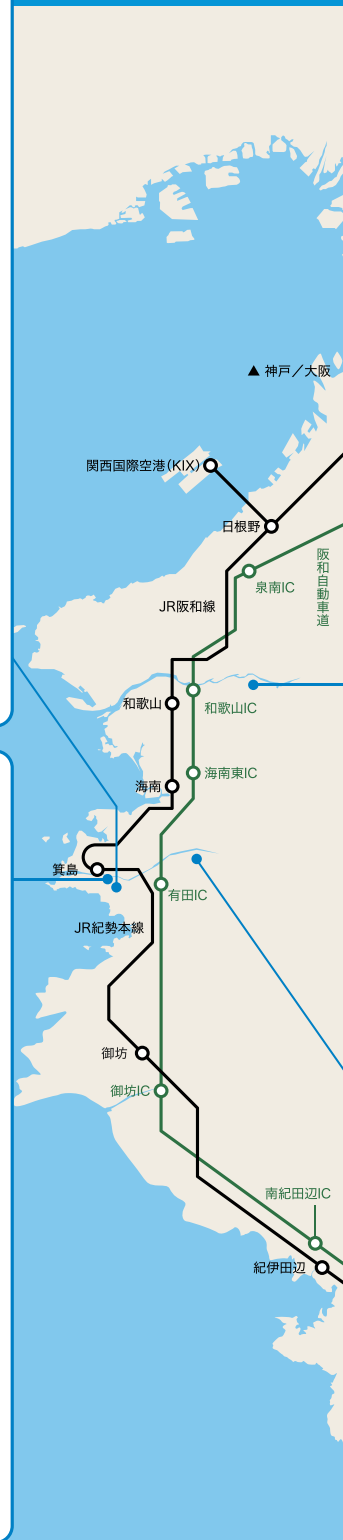 ▲ 神戸／大阪
関西国際空港(KIX)
日根野
阪和自動車道
泉南IC
JR阪和線
和歌山
和歌山IC
海南東IC
海南
箕島
有田IC
JR紀勢本線
御坊
御坊IC
南紀田辺IC
紀伊田辺